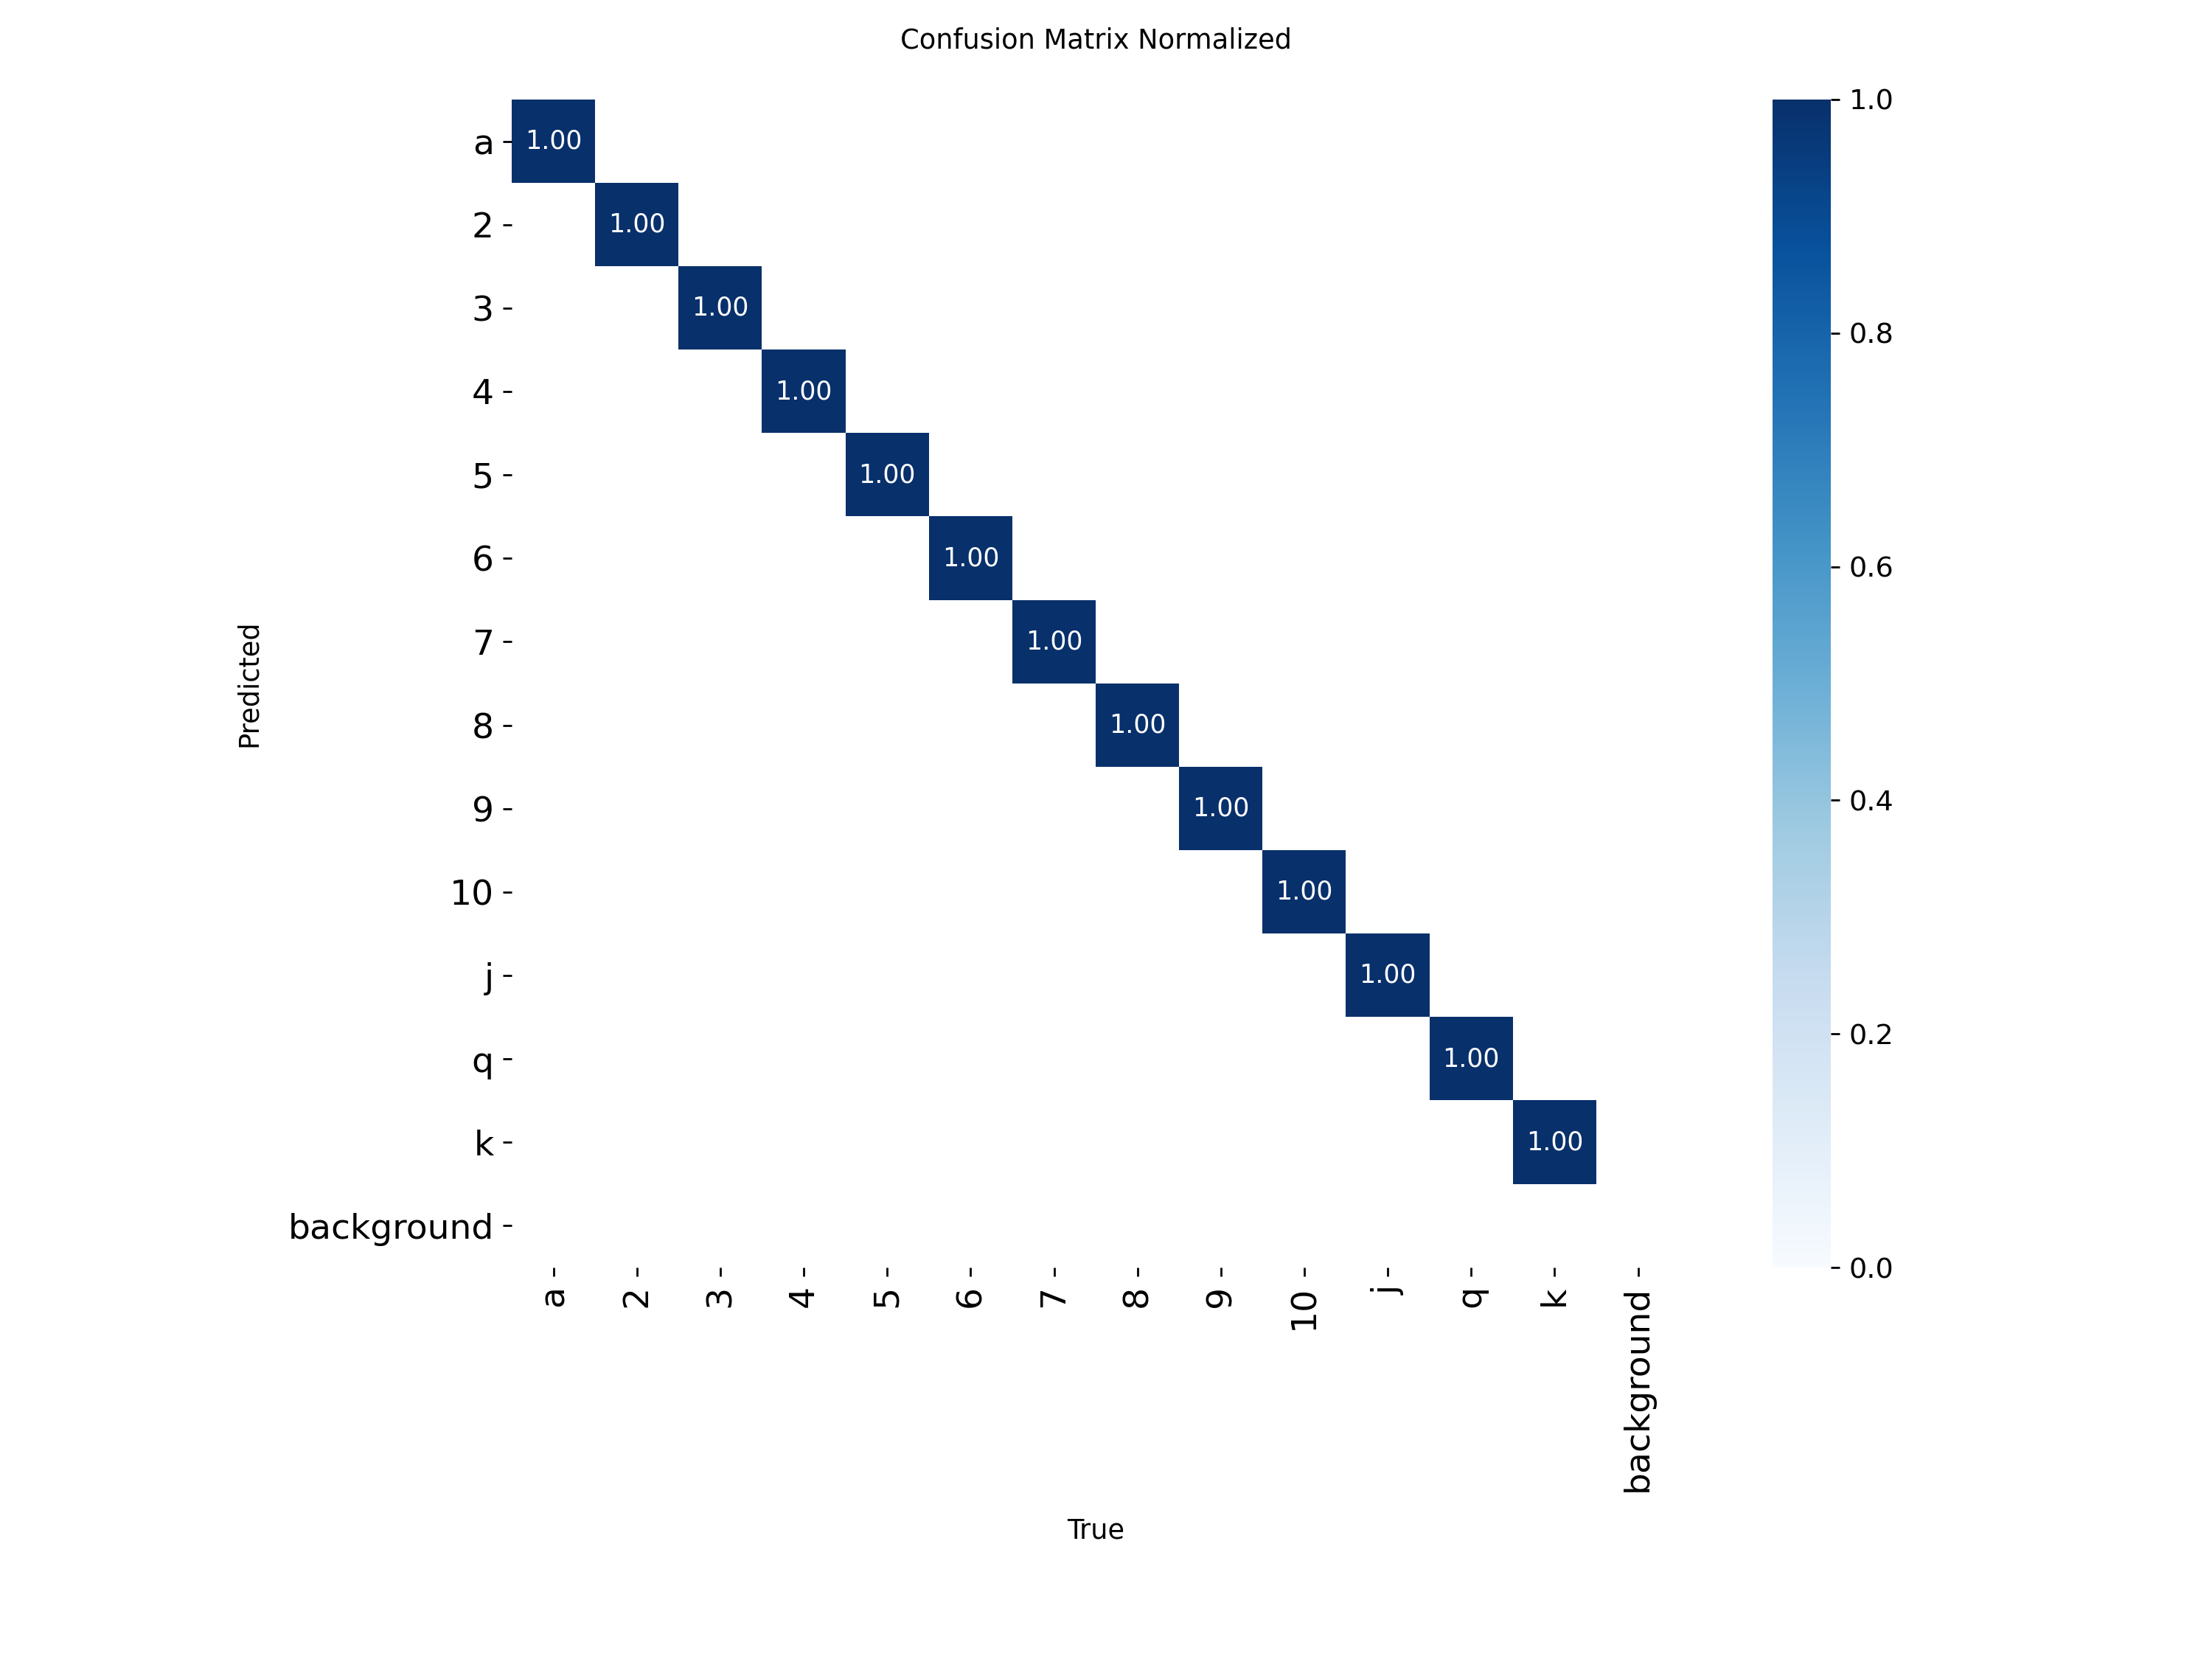 Confusion Matrix Normalized
a 1.00
2 1.00
3 1.00
4 1.00
5 1.00
6 1.00
7 1.00
8 1.00
9 1.00
10 1.00
j 1.00
q 1.00
k 1.00
background
Predicted
a 2 3 4 5 6 7 8 9 10 j q k background
True
1.0
0.8
0.6
0.4
0.2
0.0